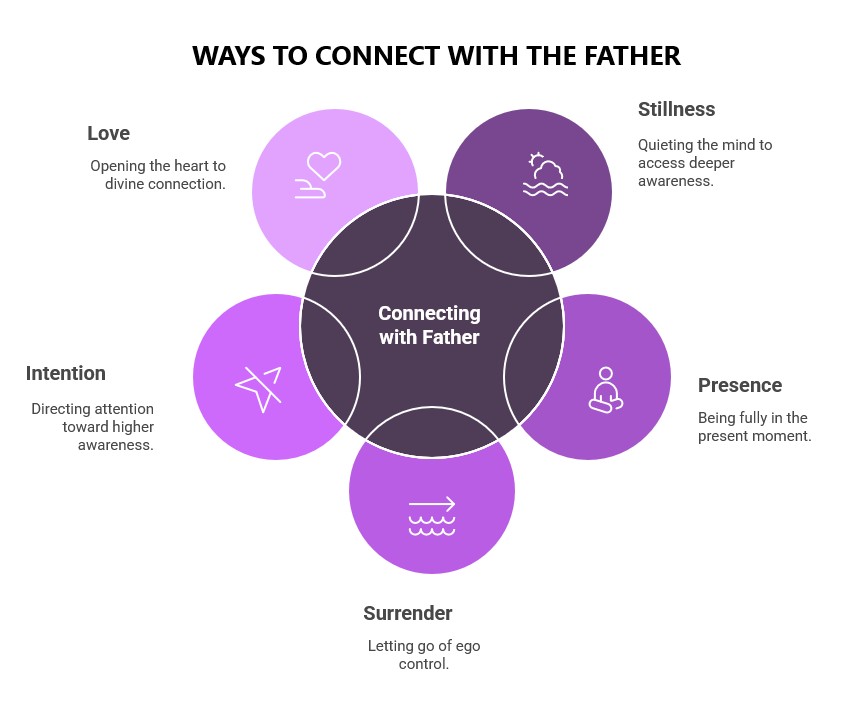 WAYS TO CONNECT WITH THE FATHER
Love
Opening the heart to
divine connection.
Stillness
Quieting the mind to
access deeper
awareness.
Connecting
with Father
Intention
Directing attention
toward higher
awareness.
Presence
Being fully in the
present moment.
Surrender
Letting go of ego
control.